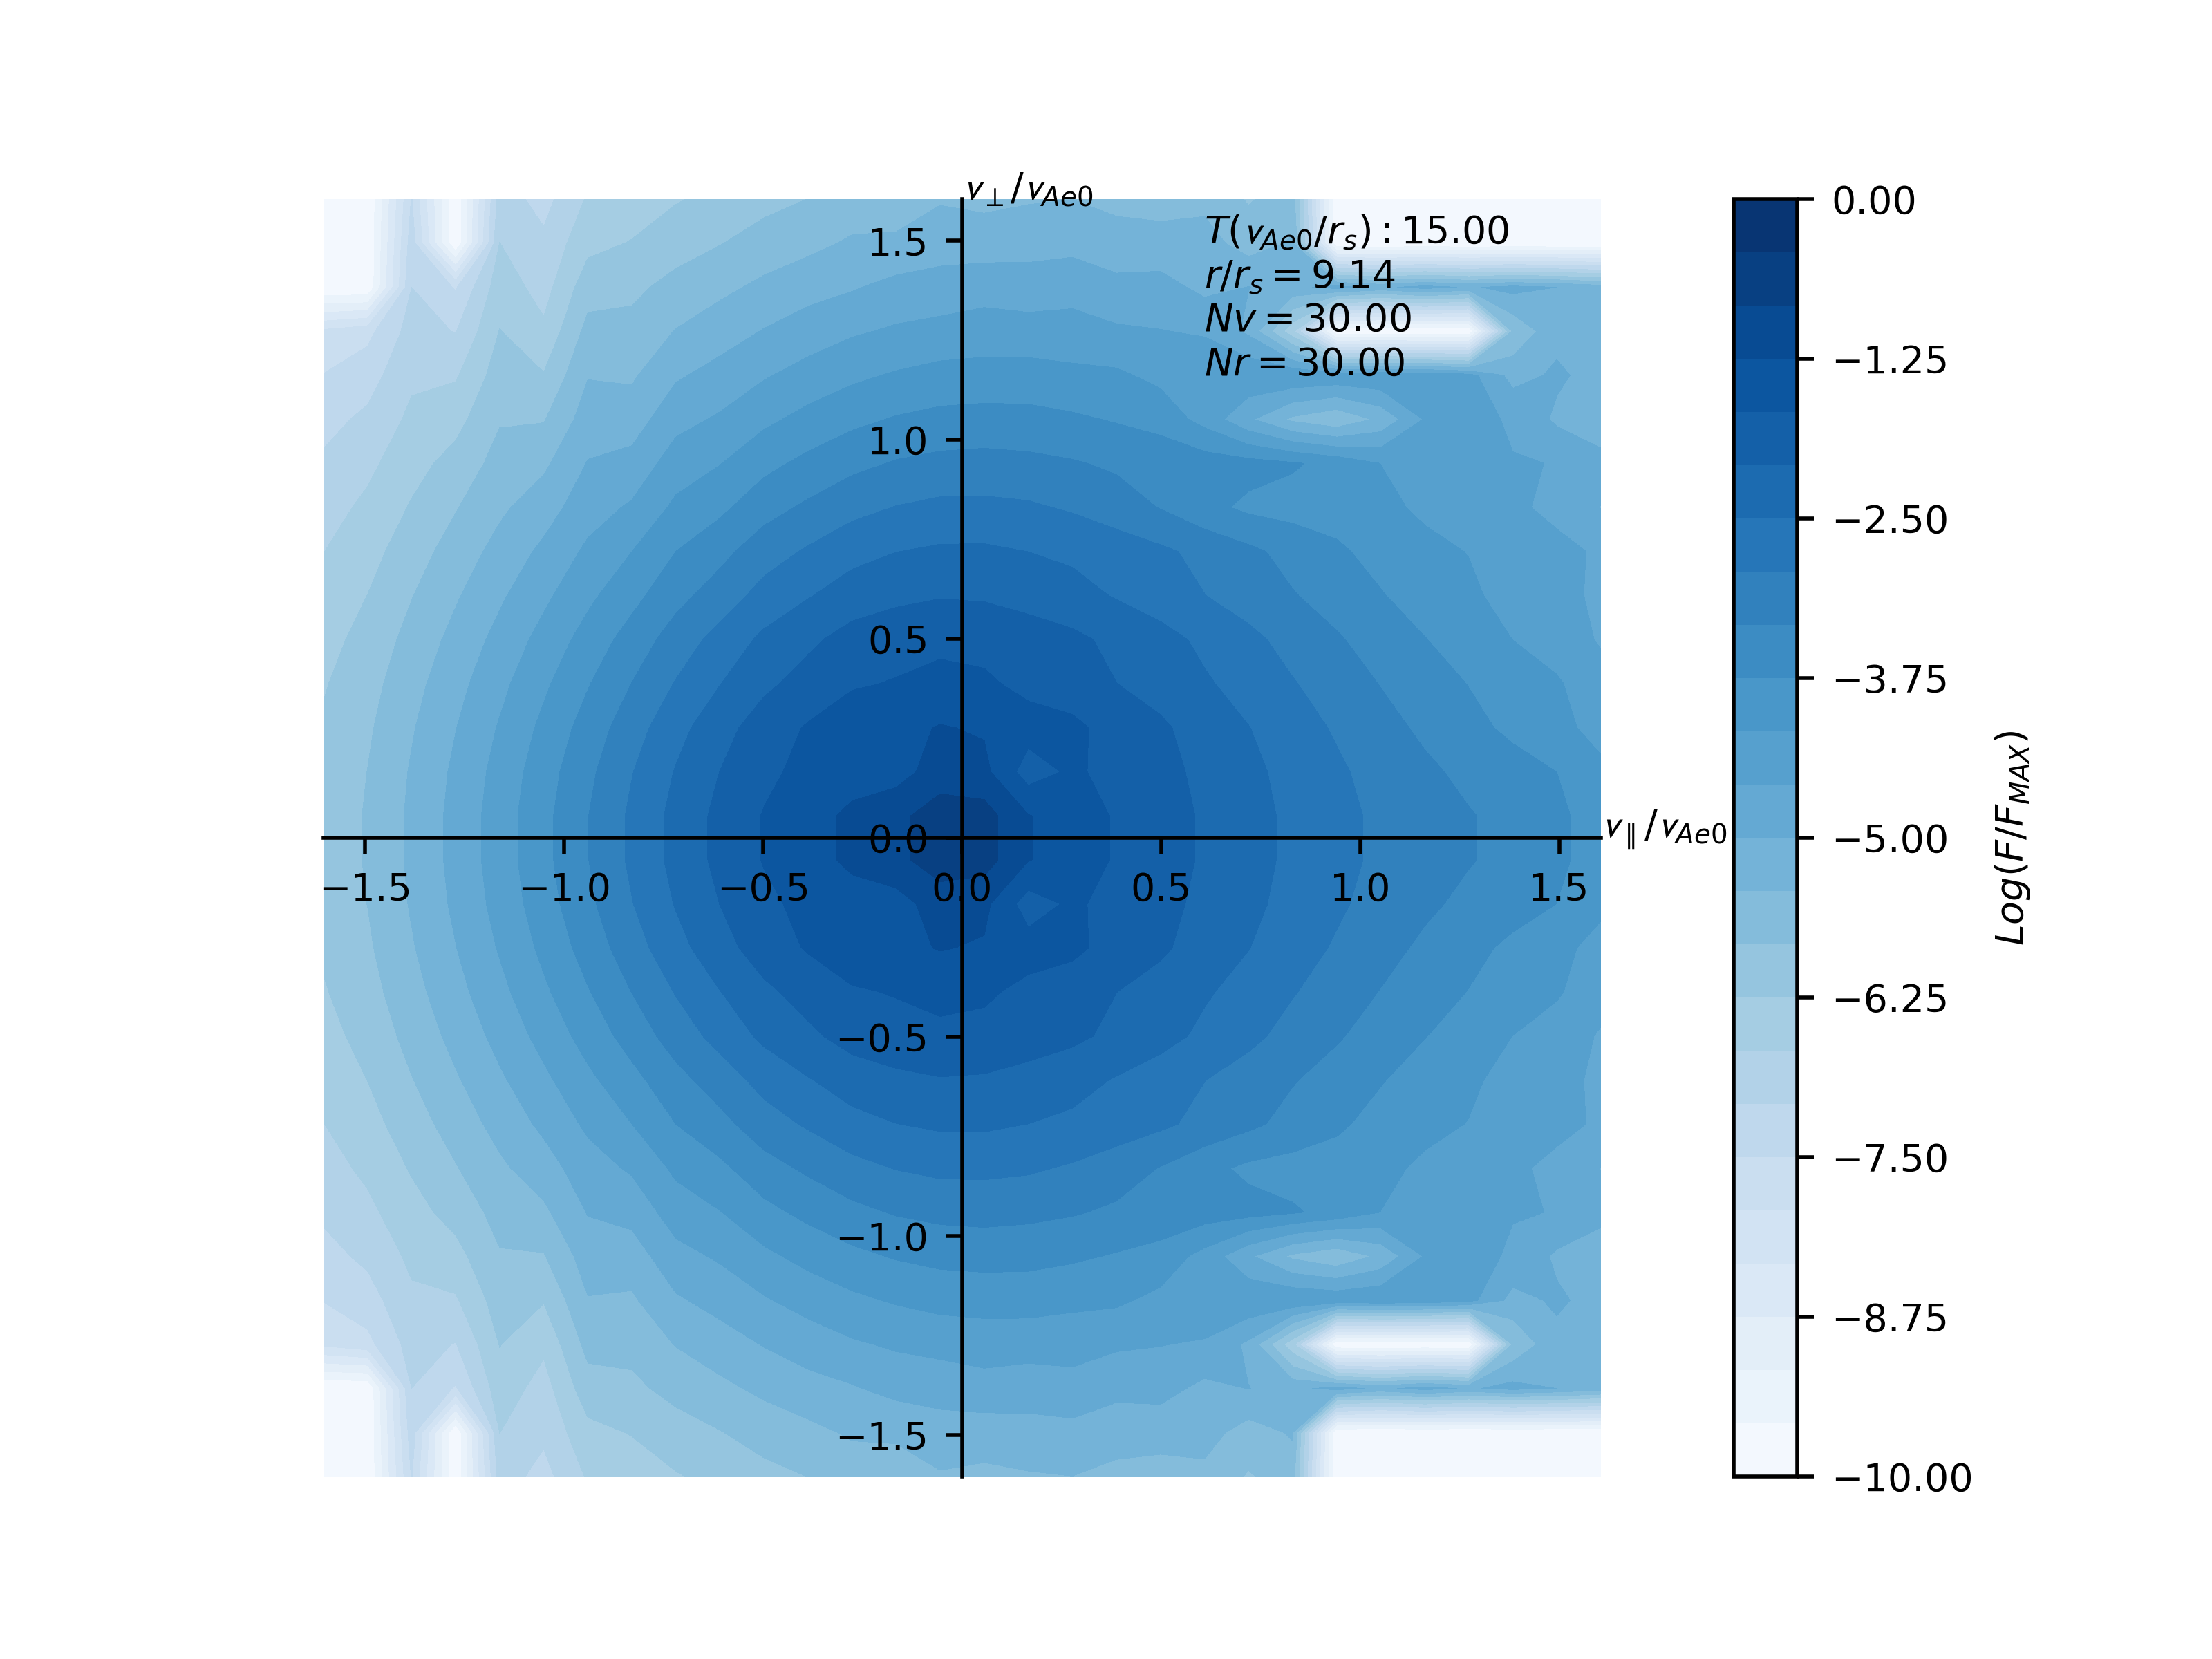 v⊥/vAe0
T(vAe0/rs) : 15.00
r/rs = 9.14
Nv = 30.00
Nr = 30.00
1.5
1.0
0.5
0.0
−0.5
−1.0
−1.5
−1.5 −1.0 −0.5 0.0 0.5 1.0 1.5
v∥/vAe0
0.00
−1.25
−2.50
−3.75
−5.00
−6.25
−7.50
−8.75
−10.00
Log(F/FMAX)